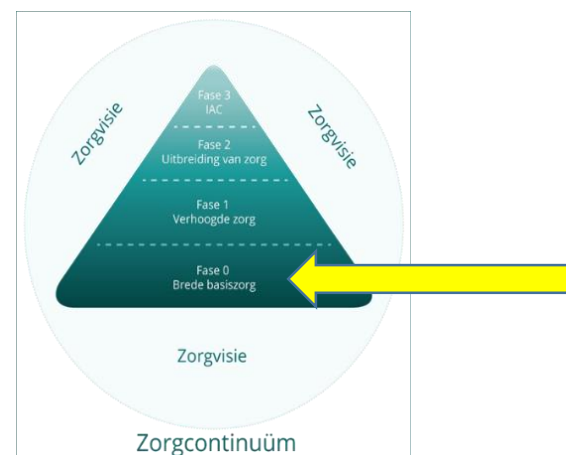 Zorgvisie
Zorgvisie
Fase 3
IAC
Fase 2
Uitbreiding van zorg
Fase 1
Verhoogde zorg
Fase 0
Brede basiszorg
Zorgvisie
Zorgcontinuüm